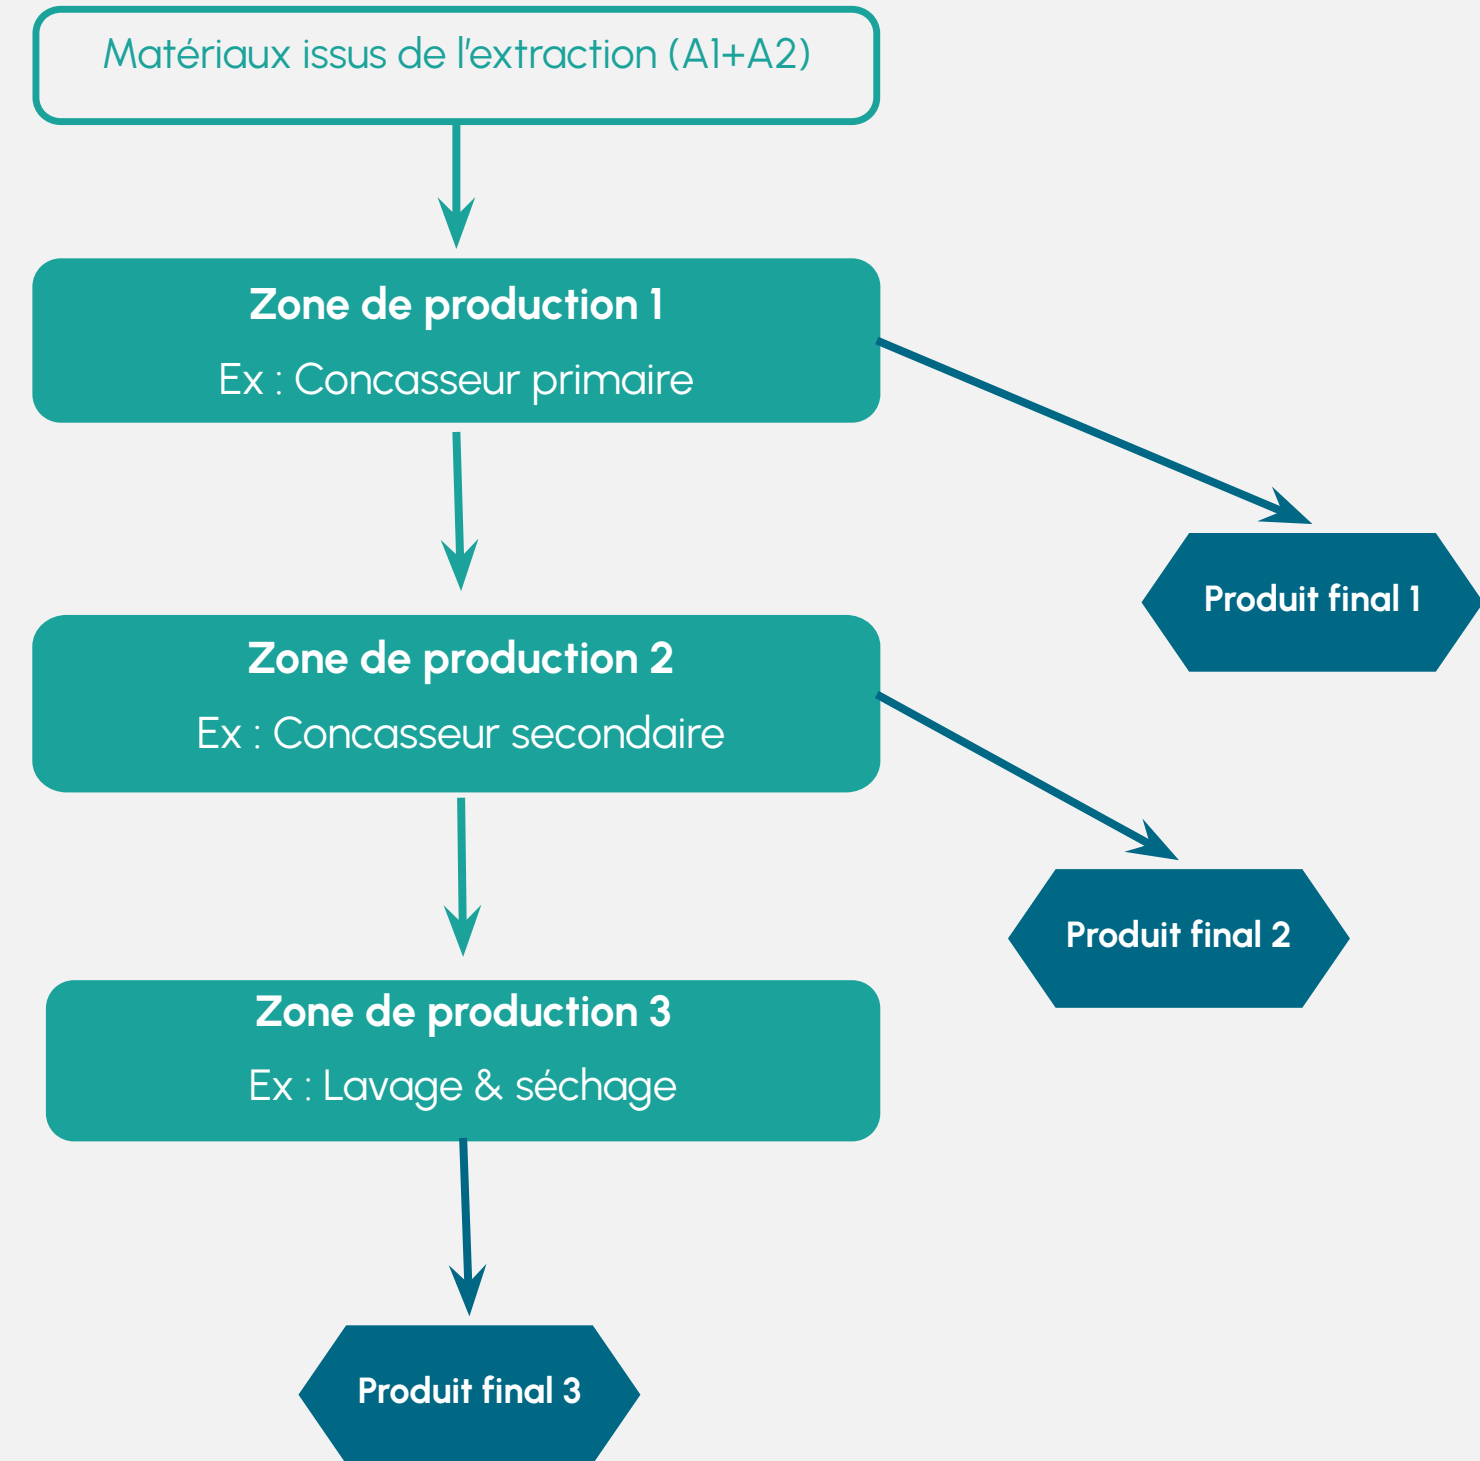 Matériaux issus de l'extraction (A1+A2)
Zone de production 1
Ex : Concasseur primaire
Produit final 1
Zone de production 2
Ex : Concasseur secondaire
Produit final 2
Zone de production 3
Ex : Lavage & séchage
Produit final 3